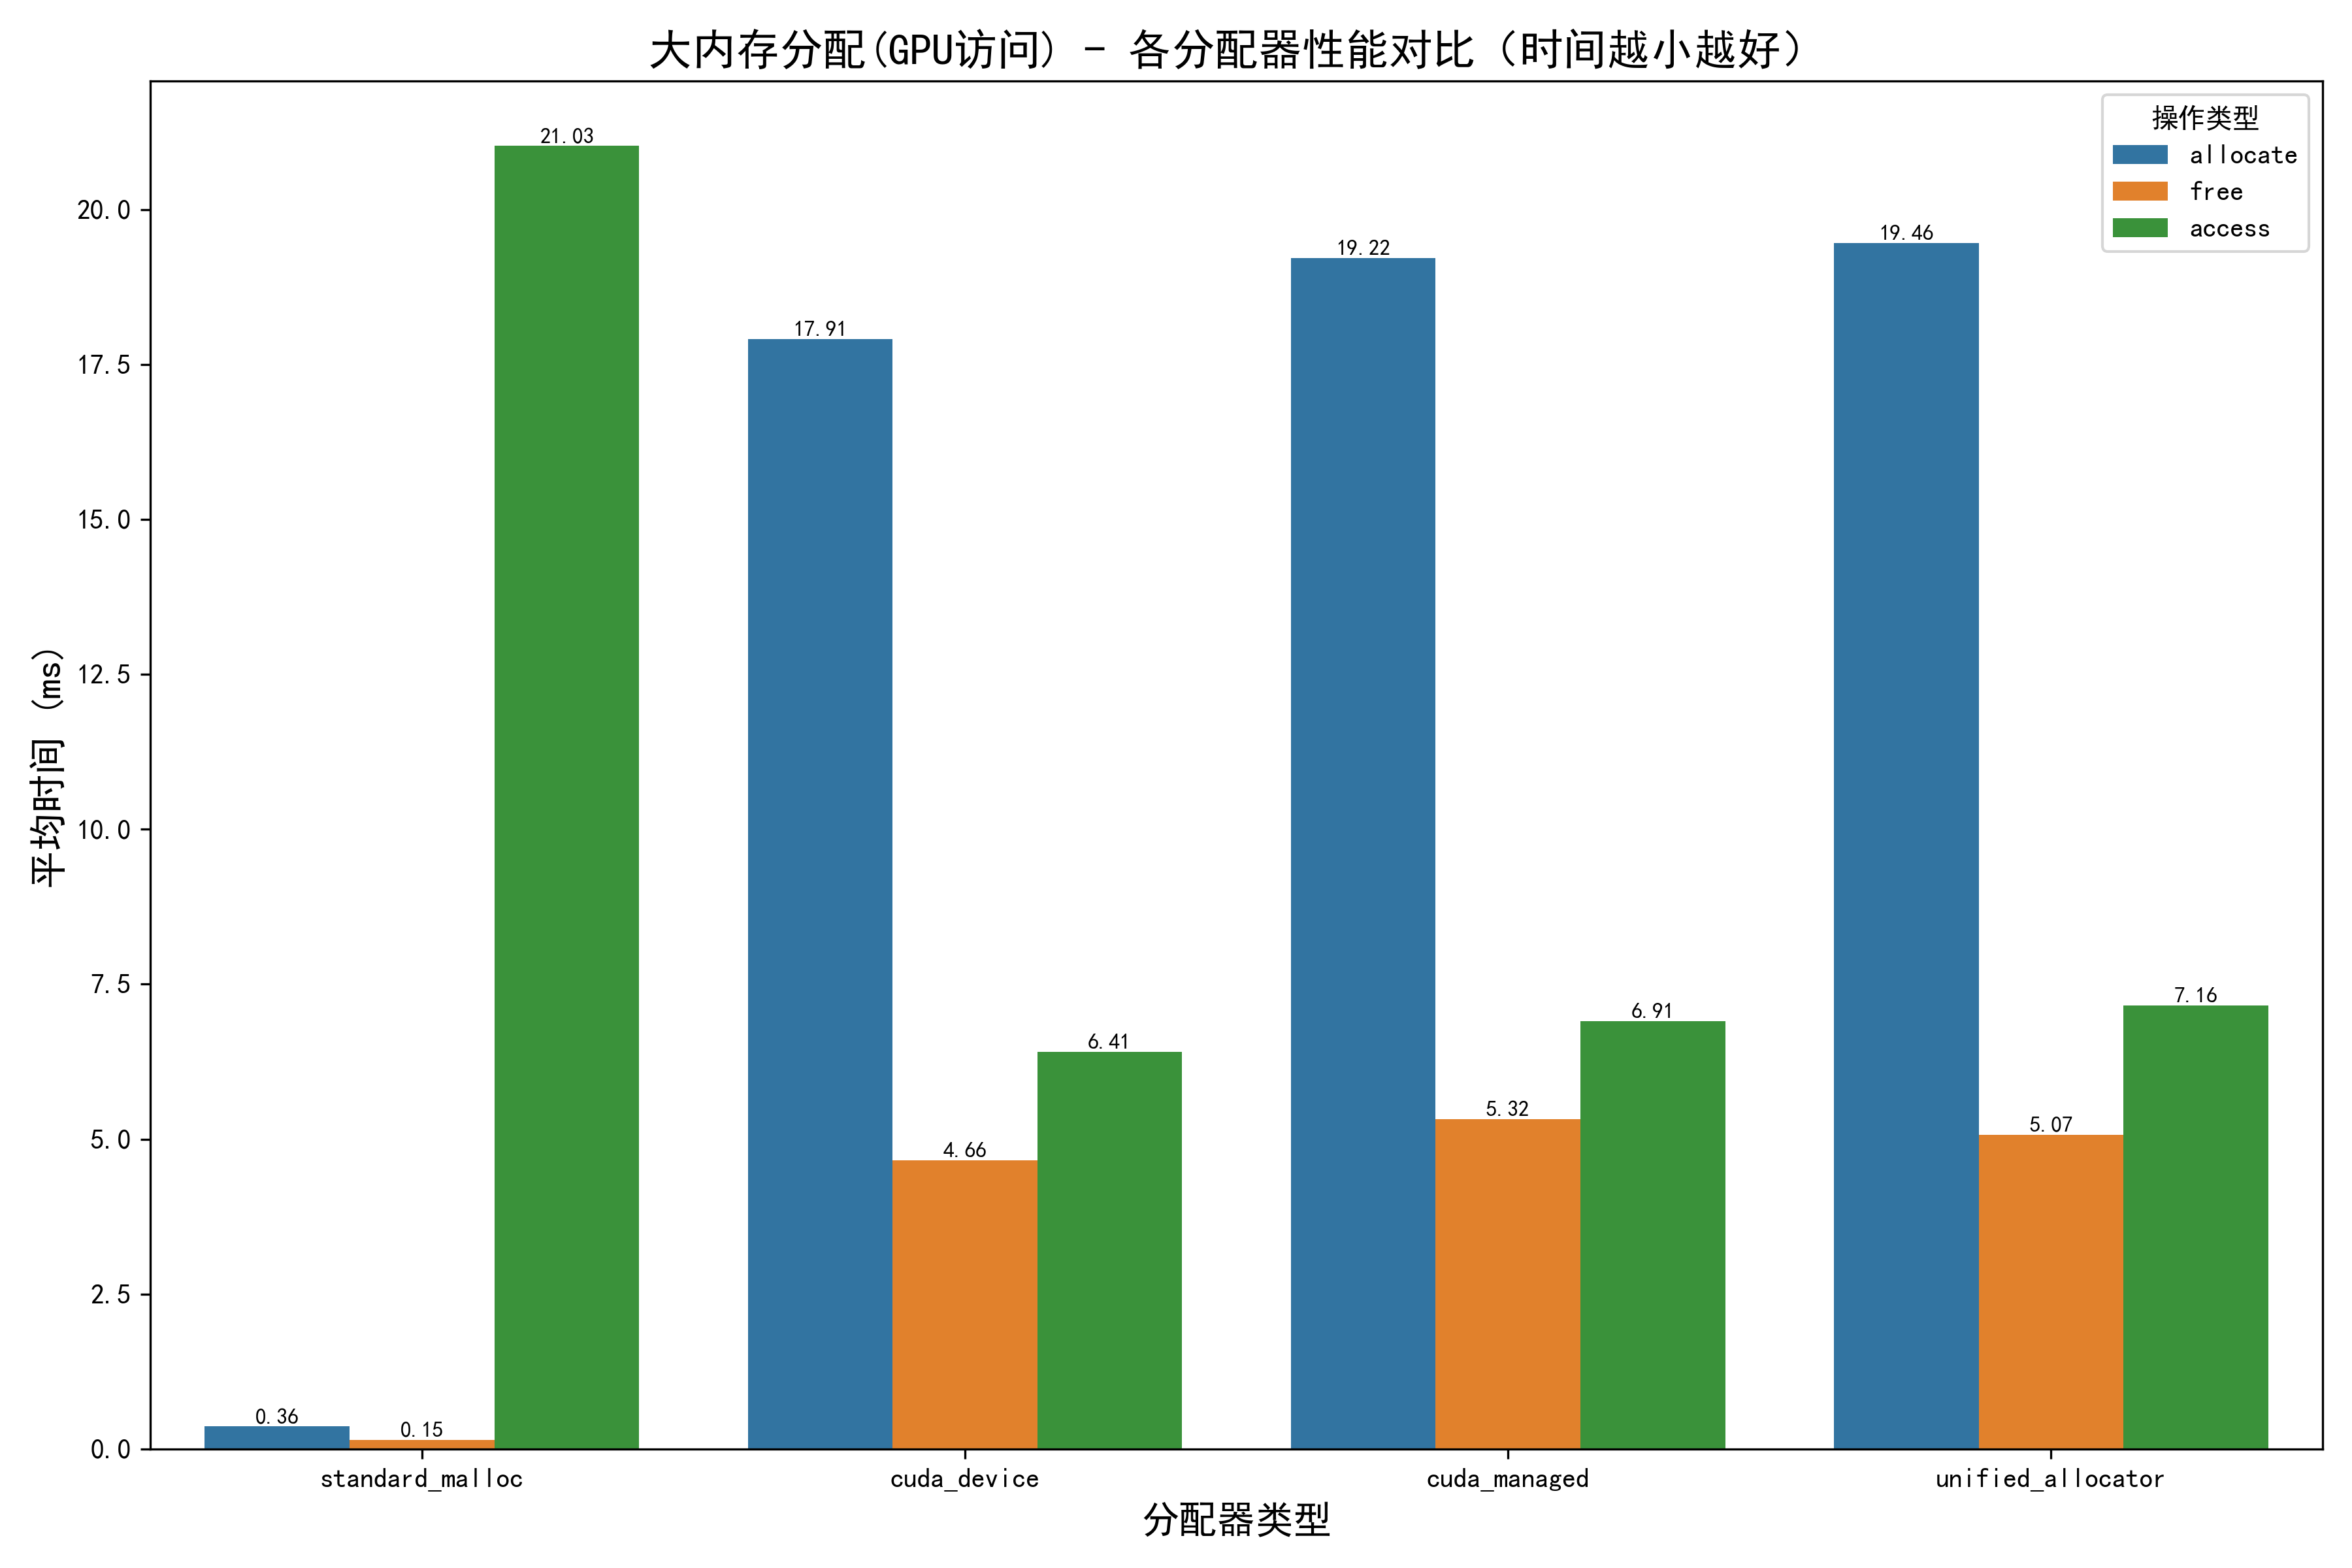 大内存分配(GPU访问) - 各分配器性能对比（时间越小越好）
操作类型
allocate
free
access
平均时间 (ms)
20.0
17.5
15.0
12.5
10.0
7.5
5.0
2.5
0.0
0.36
0.15
21.03
17.91
4.66
6.41
19.22
5.32
6.91
19.46
5.07
7.16
standard_malloc
cuda_device
cuda_managed
unified_allocator
分配器类型